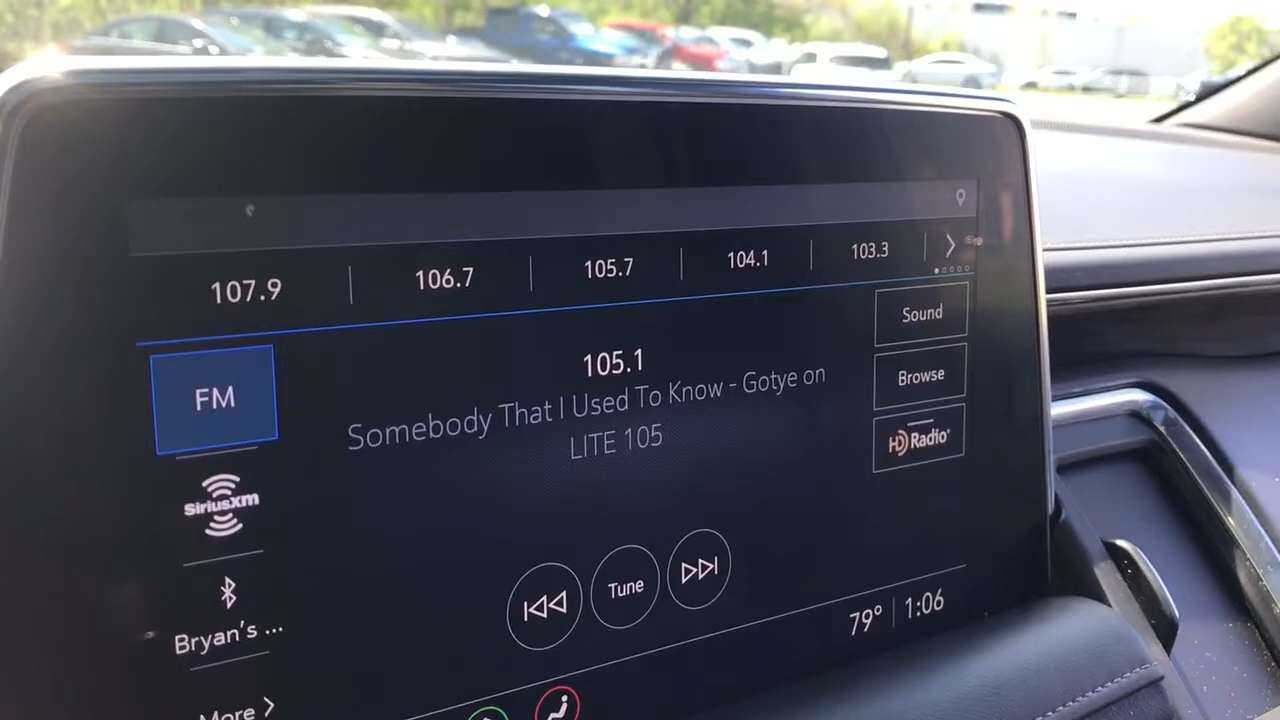 107.9 106.7 105.7 104.1 103.3
FM
105.1
Somebody That I Used To Know - Gotye on
LITE 105
Sound
Browse
HD Radio
SiriusXM
Bryan's ...
Tune
79° 1:06
More